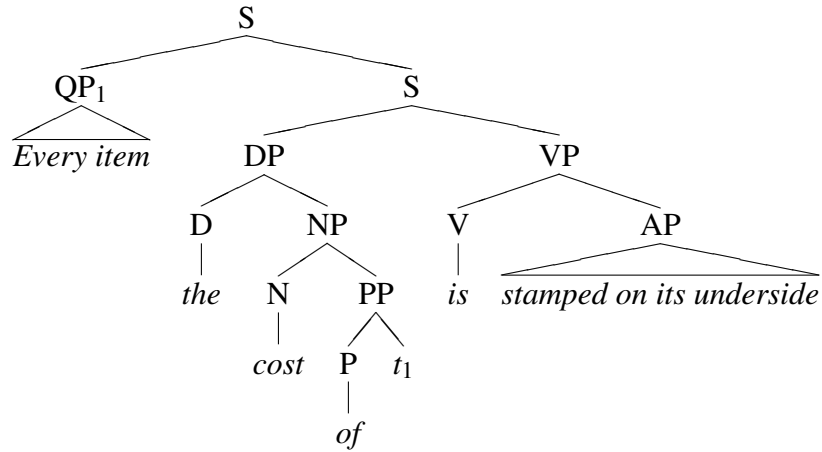 S
QP1 S
Every item DP VP
D NP V AP
the N PP is stamped on its underside
cost P t1
of